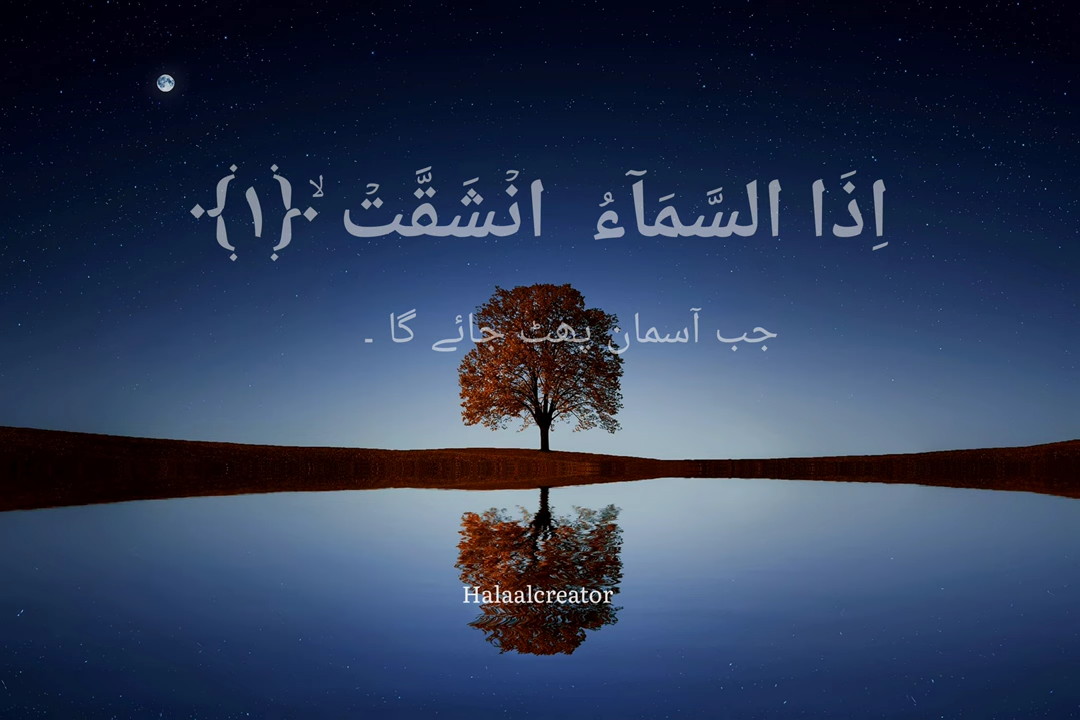 اِذَا السَّمَآءُ انْشَقَّتْ ۙ﴿۱﴾
جب آسمان پھٹ جائے گا ۔
Halaalcreator